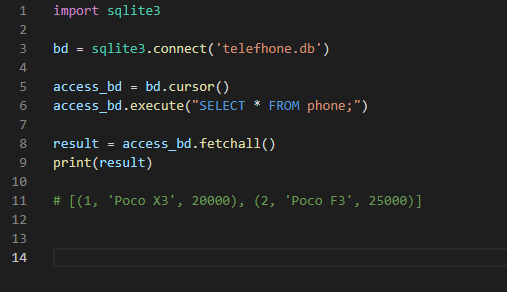 1 import sqlite3
2
3 bd = sqlite3.connect('telefhone.db')
4
5 access_bd = bd.cursor()
6 access_bd.execute("SELECT * FROM phone;")
7
8 result = access_bd.fetchall()
9 print(result)
10
11 # [(1, 'Poco X3', 20000), (2, 'Poco F3', 25000)]
12
13
14